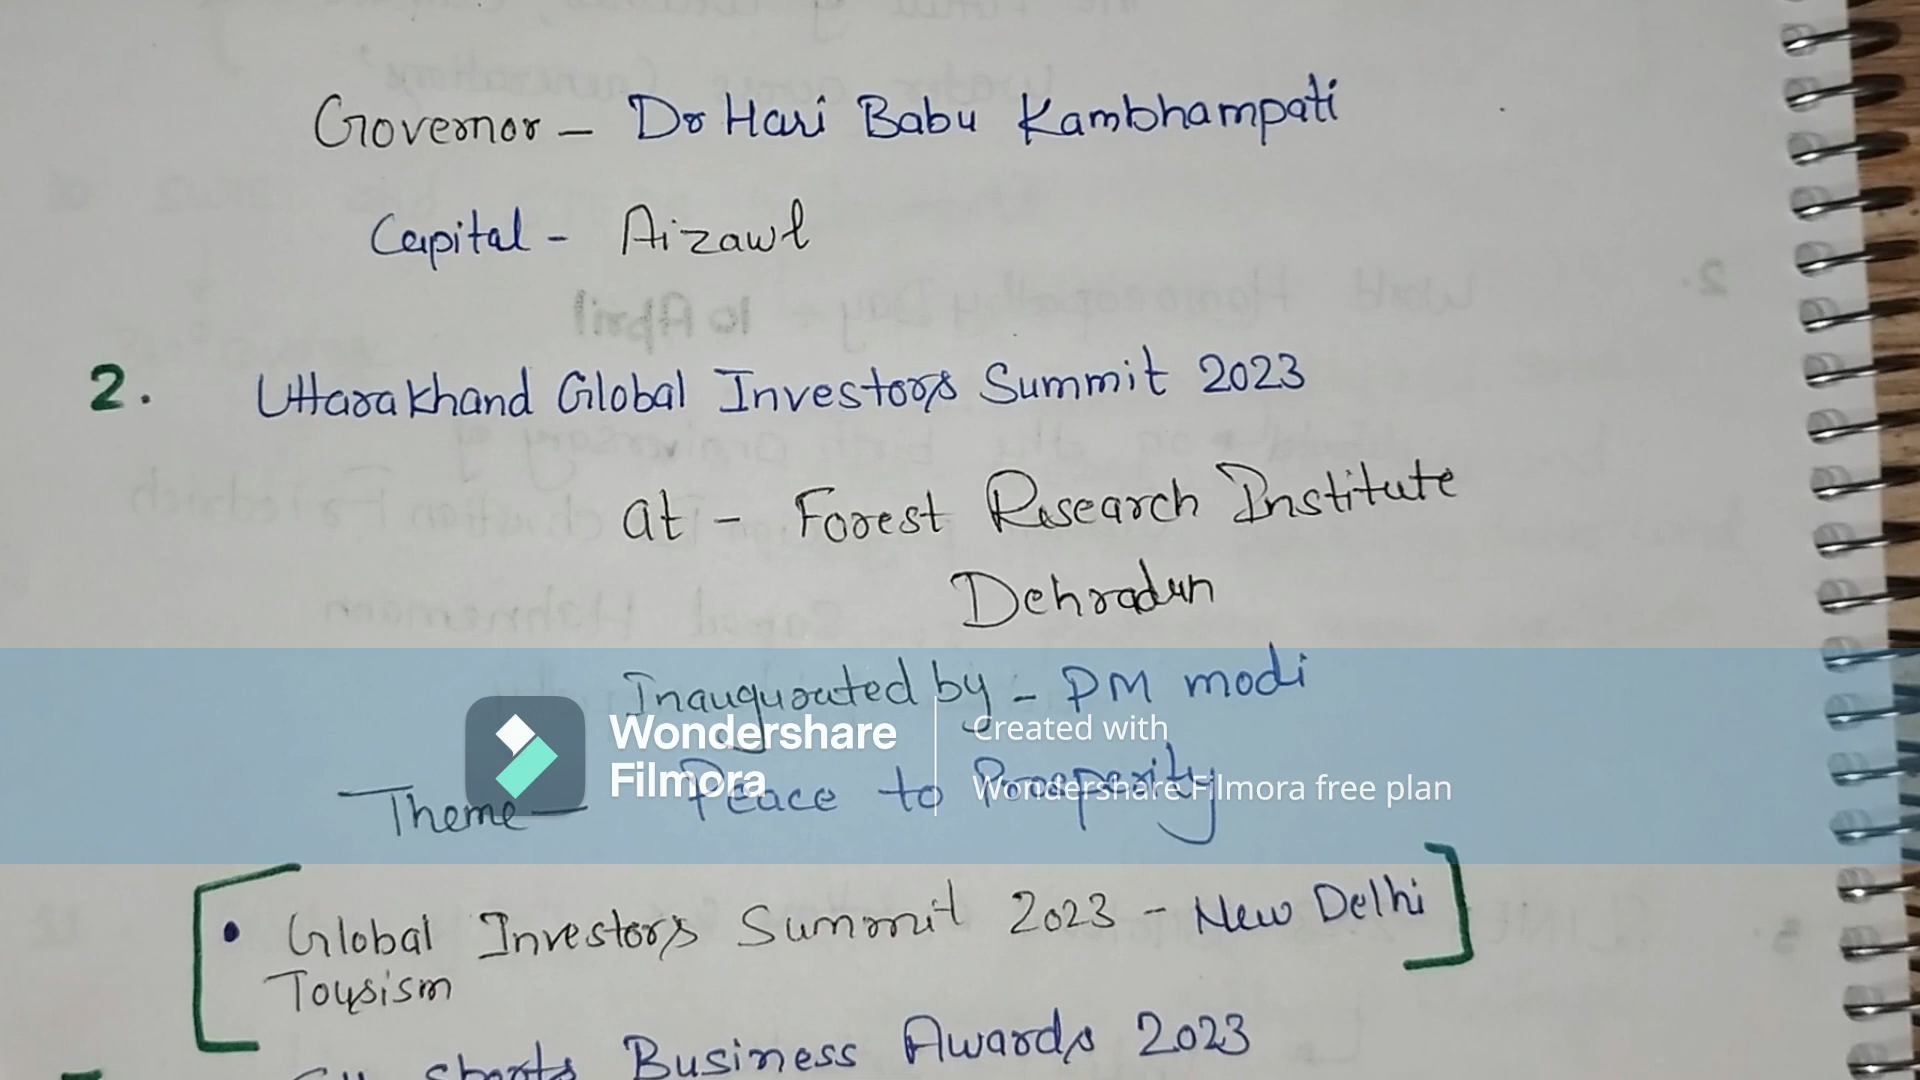 Governor - Dr Hari Babu Kambhampati
Capital - Aizawl
2. Uttarakhand Global Investors Summit 2023
at - Forest Research Institute
Dehradun
Inaugurated by - PM modi
Theme - Peace to Prosperity
Wondershare
Filmora
Created with
Wondershare Filmora free plan
• Global Investors Summit 2023 - New Delhi
Tourism
sports Business Awards 2023